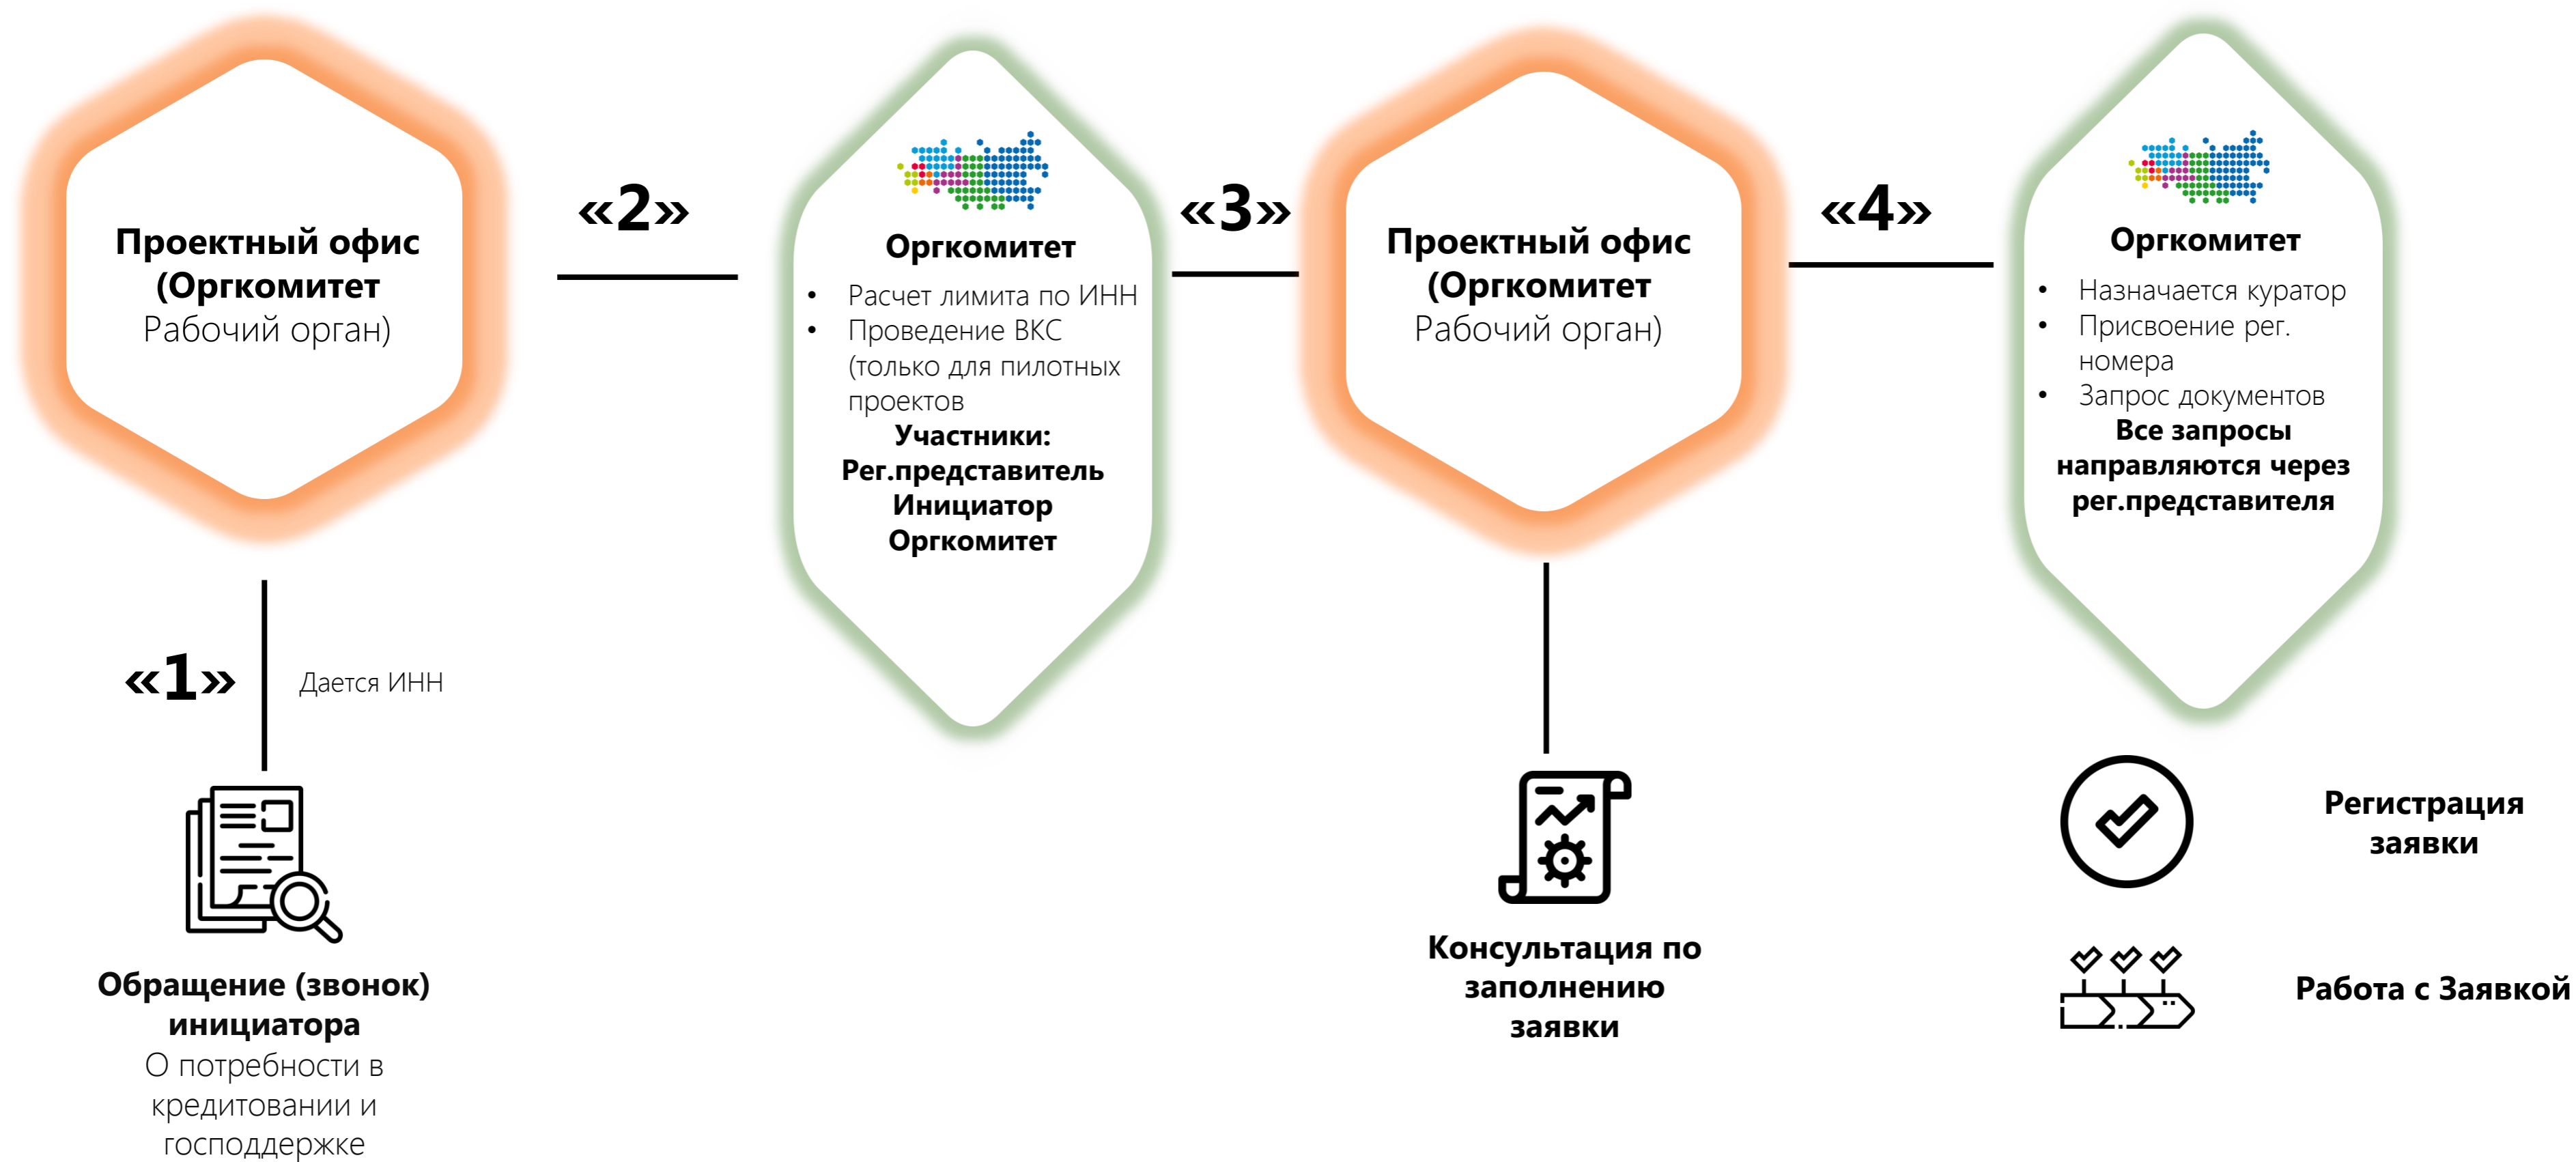 Проектный офис
(Оргкомитет
Рабочий орган)
«1»
Дается ИНН
Обращение (звонок)
инициатора
О потребности в
кредитовании и
господдержке
«2»
Оргкомитет
• Расчет лимита по ИНН
• Проведение ВКС
(только для пилотных
проектов
Участники:
Рег.представитель
Инициатор
Оргкомитет
«3»
Проектный офис
(Оргкомитет
Рабочий орган)
Консультация по
заполнению
заявки
«4»
Оргкомитет
• Назначается куратор
• Присвоение рег.
номера
• Запрос документов
Все запросы
направляются через
рег.представителя
Регистрация
заявки
Работа с Заявкой